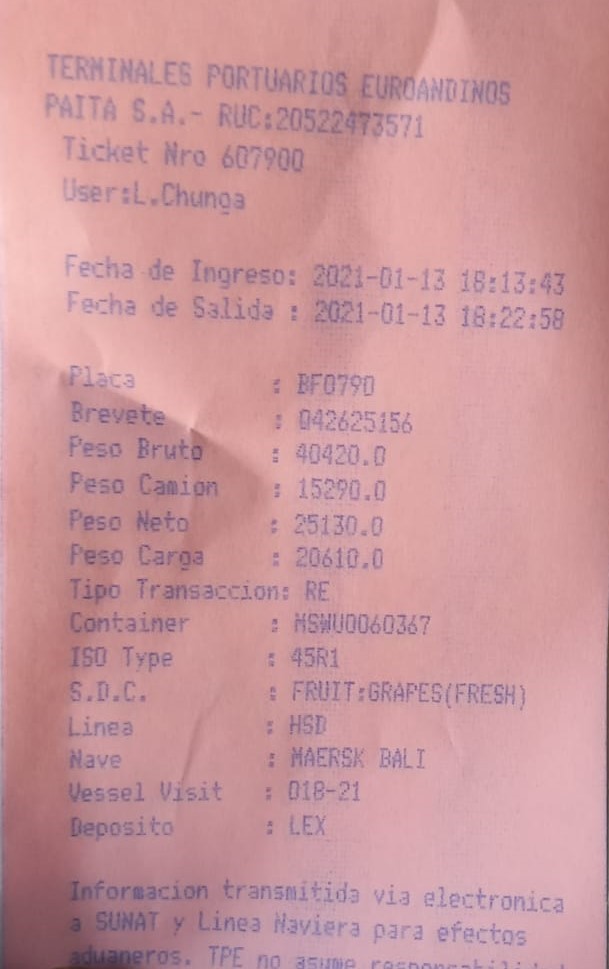 TERMINALES PORTUARIOS EUROANDINOS
PAITA S.A.- RUC:20522473571
Ticket Nro 607900
User:L.Chunga
Fecha de Ingreso: 2021-01-13 18:13:43
Fecha de Salida : 2021-01-13 18:22:58
Placa : BF0790
Brevete : Q42625156
Peso Bruto : 40420.0
Peso Camion : 15290.0
Peso Neto : 25130.0
Peso Carga : 20610.0
Tipo Transaccion: RE
Container : MSWU0060367
ISO Type : 45R1
S.D.C. : FRUIT:GRAPES(FRESH)
Linea : HSD
Nave : MAERSK BALI
Vessel Visit : 018-21
Deposito : LEX
Informacion transmitida via electronica
a SUNAT y Linea Naviera para efectos
aduaneros. TPE no asume